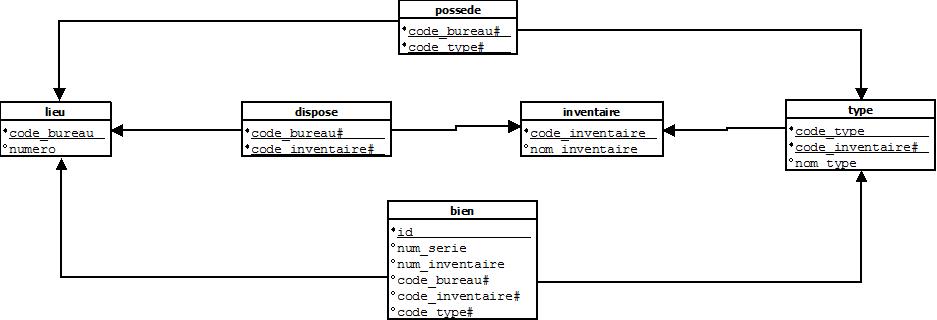 possede
code_bureau#
code_type#
lieu
code_bureau
numero
dispose
code_bureau#
code_inventaire#
inventaire
code_inventaire
nom_inventaire
type
code_type
code_inventaire#
nom_type
bien
id
num_serie
num_inventaire
code_bureau#
code_inventaire#
code_type#